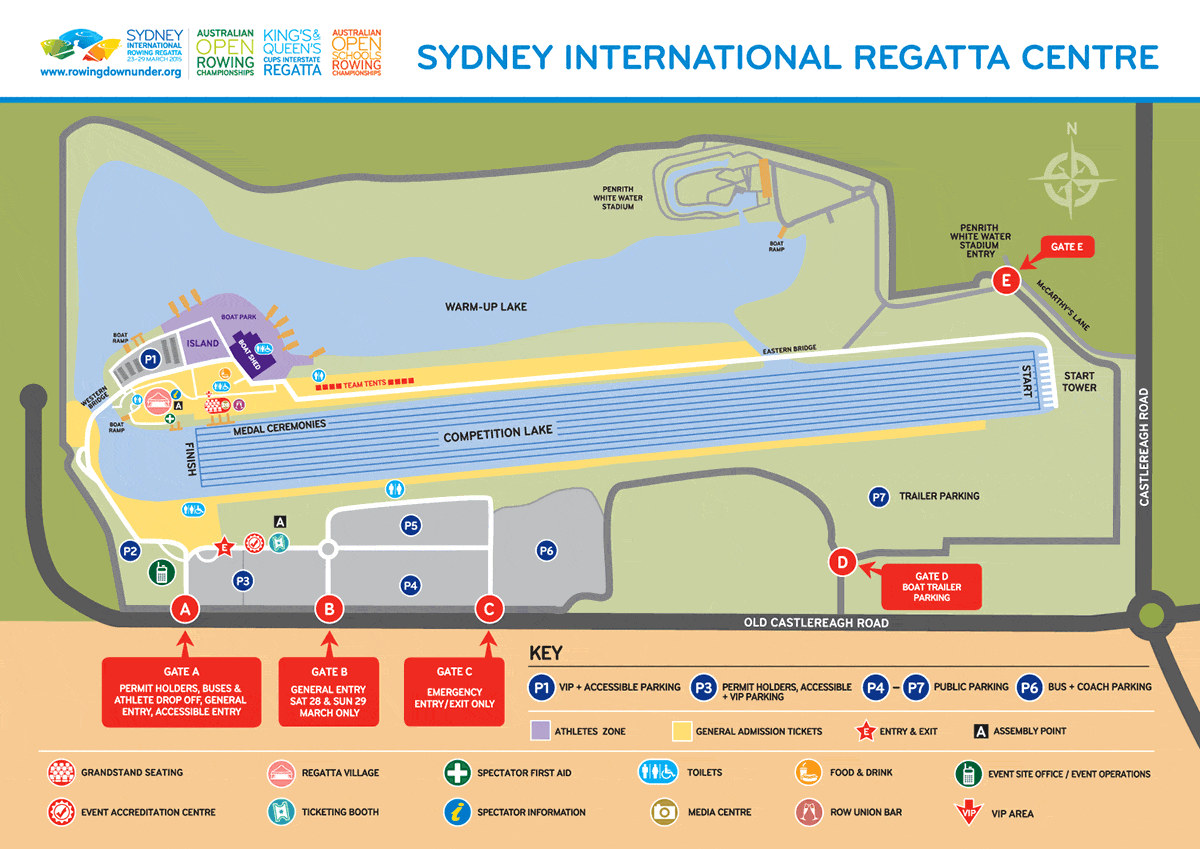 SYDNEY
INTERNATIONAL
ROWING REGATTA
23-29 MARCH 2015
www.rowingdownunder.org
AUSTRALIAN
OPEN
ROWING
CHAMPIONSHIPS
KING'S &
QUEEN'S
CUPS INTERSTATE
REGATTA
AUSTRALIAN
OPEN
SCHOOLS
ROWING
CHAMPIONSHIPS
SYDNEY INTERNATIONAL REGATTA CENTRE
N
PENRITH
WHITE WATER
STADIUM
BOAT
RAMP
PENRITH
WHITE WATER
STADIUM
ENTRY
GATE E
E
McCARTHY'S LANE
WARM-UP LAKE
BOAT PARK
ISLAND
BOAT SHED
BOAT
RAMP
P1
WESTERN
BRIDGE
BOAT
RAMP
A
TEAM TENTS
EASTERN BRIDGE
START
START
TOWER
MEDAL CEREMONIES
COMPETITION LAKE
FINISH
CASTLEREAGH ROAD
P7 TRAILER PARKING
P2
E
A
P5
P3
P4
P6
A
B
C
D
GATE D
BOAT TRAILER
PARKING
OLD CASTLEREAGH ROAD
GATE A
PERMIT HOLDERS, BUSES &
ATHLETE DROP OFF, GENERAL
ENTRY, ACCESSIBLE ENTRY
GATE B
GENERAL ENTRY
SAT 28 & SUN 29
MARCH ONLY
GATE C
EMERGENCY
ENTRY/EXIT ONLY
KEY
P1 VIP + ACCESSIBLE PARKING
P3 PERMIT HOLDERS, ACCESSIBLE
+ VIP PARKING
P4 – P7 PUBLIC PARKING
P6 BUS + COACH PARKING
ATHLETES ZONE
GENERAL ADMISSION TICKETS
E ENTRY & EXIT
A ASSEMBLY POINT
GRANDSTAND SEATING
REGATTA VILLAGE
SPECTATOR FIRST AID
TOILETS
FOOD & DRINK
EVENT SITE OFFICE / EVENT OPERATIONS
EVENT ACCREDITATION CENTRE
TICKETING BOOTH
i SPECTATOR INFORMATION
MEDIA CENTRE
ROW UNION BAR
VIP VIP AREA